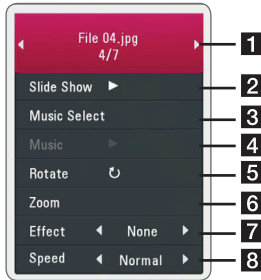 File 04.jpg
4/7
1
Slide Show
2
Music Select
3
Music
4
Rotate
5
Zoom
6
Effect None
7
Speed Normal
8